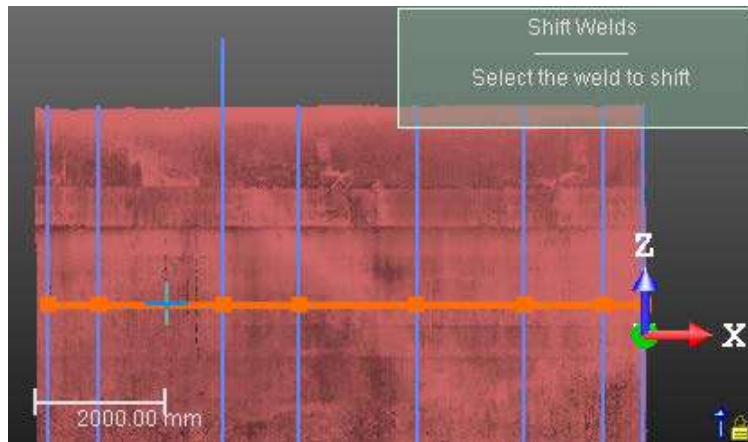 Shift Welds
Select the weld to shift
Z
X
2000.00 mm